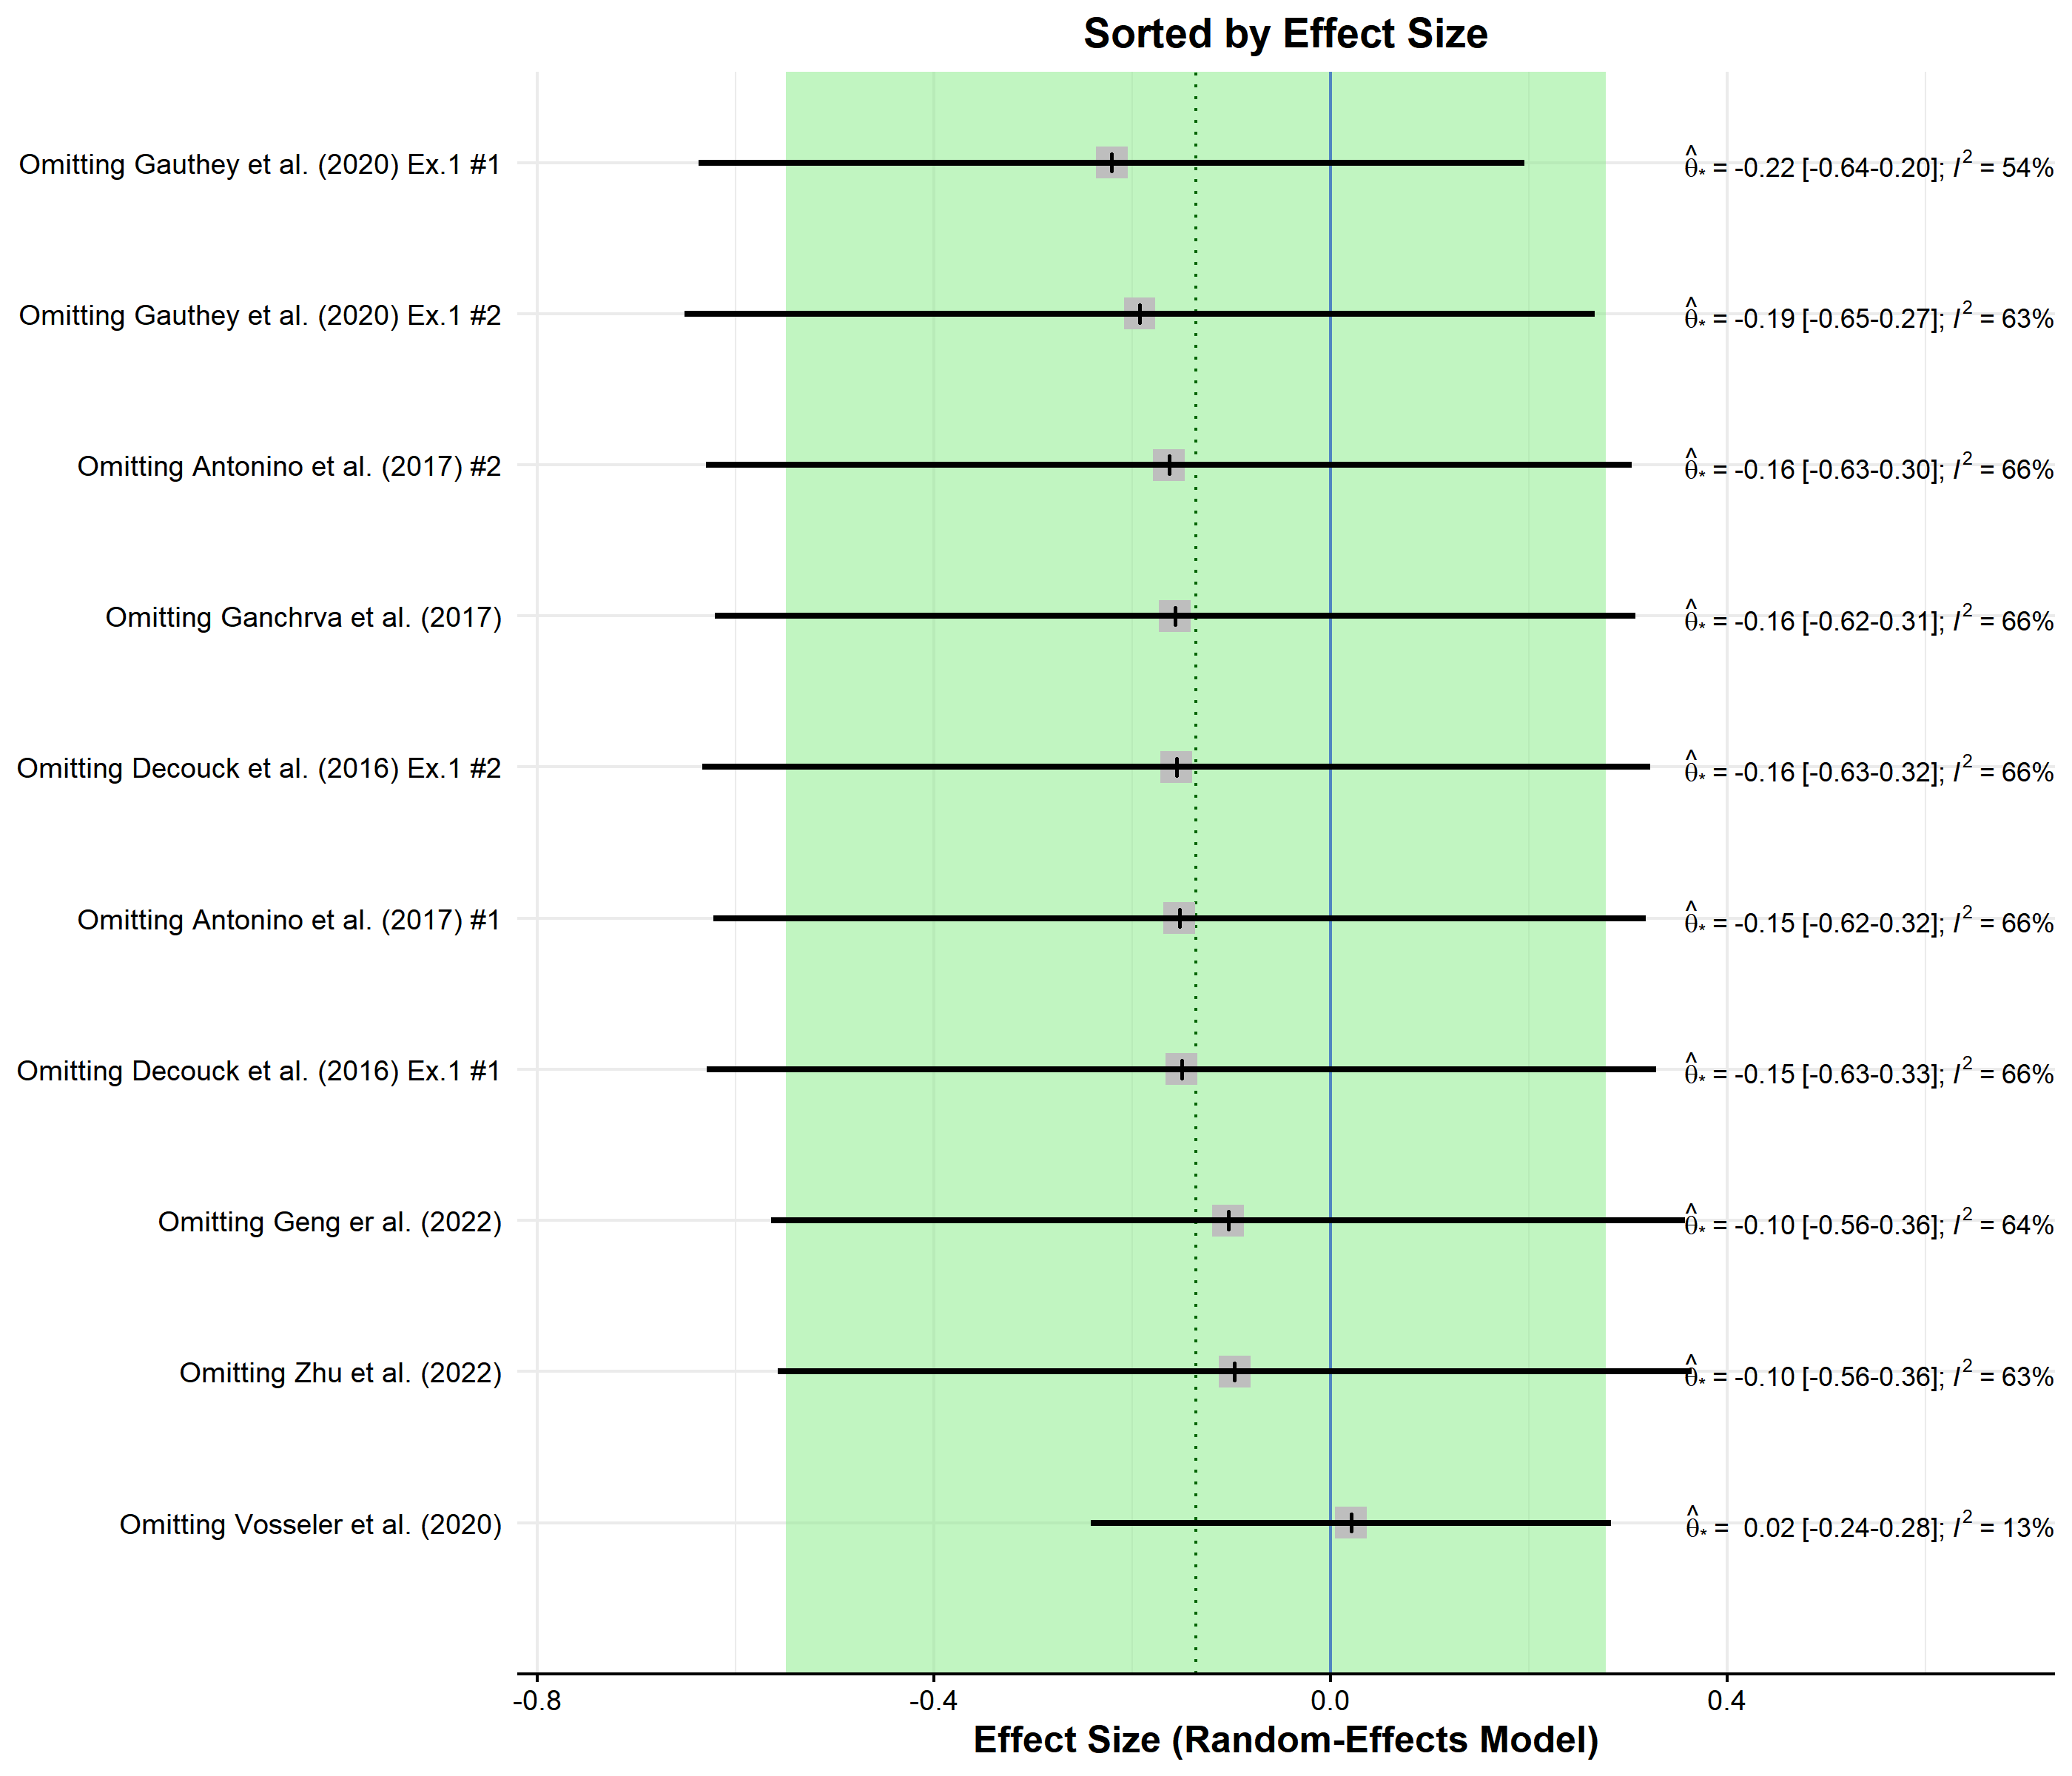 Sorted by Effect Size
Omitting Gauthey et al. (2020) Ex.1 #1 θ̂* = -0.22 [-0.64-0.20]; I² = 54%
Omitting Gauthey et al. (2020) Ex.1 #2 θ̂* = -0.19 [-0.65-0.27]; I² = 63%
Omitting Antonino et al. (2017) #2 θ̂* = -0.16 [-0.63-0.30]; I² = 66%
Omitting Ganchrva et al. (2017) θ̂* = -0.16 [-0.62-0.31]; I² = 66%
Omitting Decouck et al. (2016) Ex.1 #2 θ̂* = -0.16 [-0.63-0.32]; I² = 66%
Omitting Antonino et al. (2017) #1 θ̂* = -0.15 [-0.62-0.32]; I² = 66%
Omitting Decouck et al. (2016) Ex.1 #1 θ̂* = -0.15 [-0.63-0.33]; I² = 66%
Omitting Geng er al. (2022) θ̂* = -0.10 [-0.56-0.36]; I² = 64%
Omitting Zhu et al. (2022) θ̂* = -0.10 [-0.56-0.36]; I² = 63%
Omitting Vosseler et al. (2020) θ̂* = 0.02 [-0.24-0.28]; I² = 13%
-0.8 -0.4 0.0 0.4
Effect Size (Random-Effects Model)